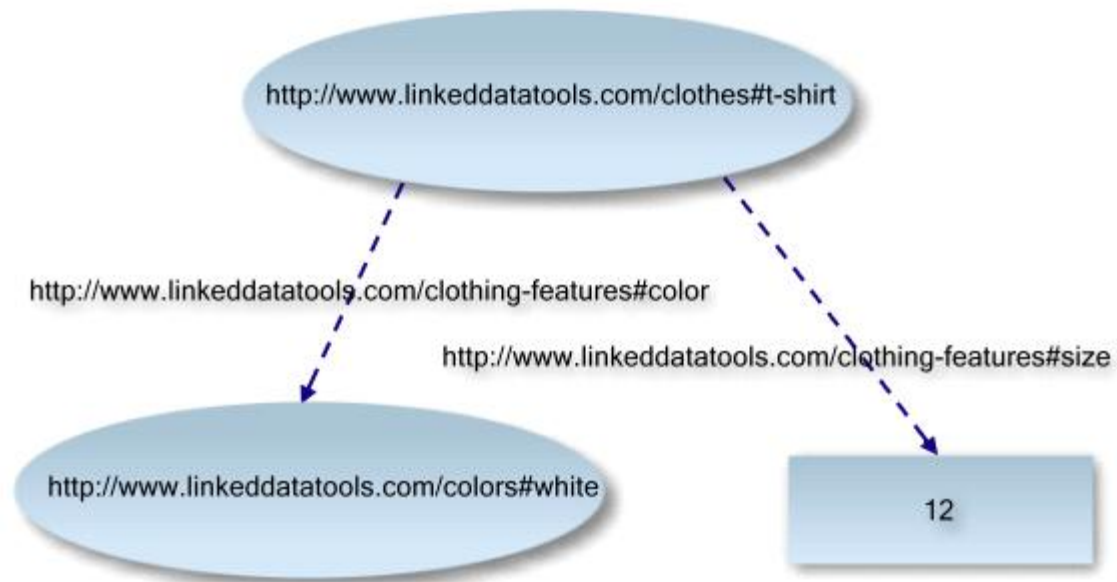 http://www.linkeddatatools.com/clothes#t-shirt
http://www.linkeddatatools.com/clothing-features#color
http://www.linkeddatatools.com/clothing-features#size
http://www.linkeddatatools.com/colors#white
12